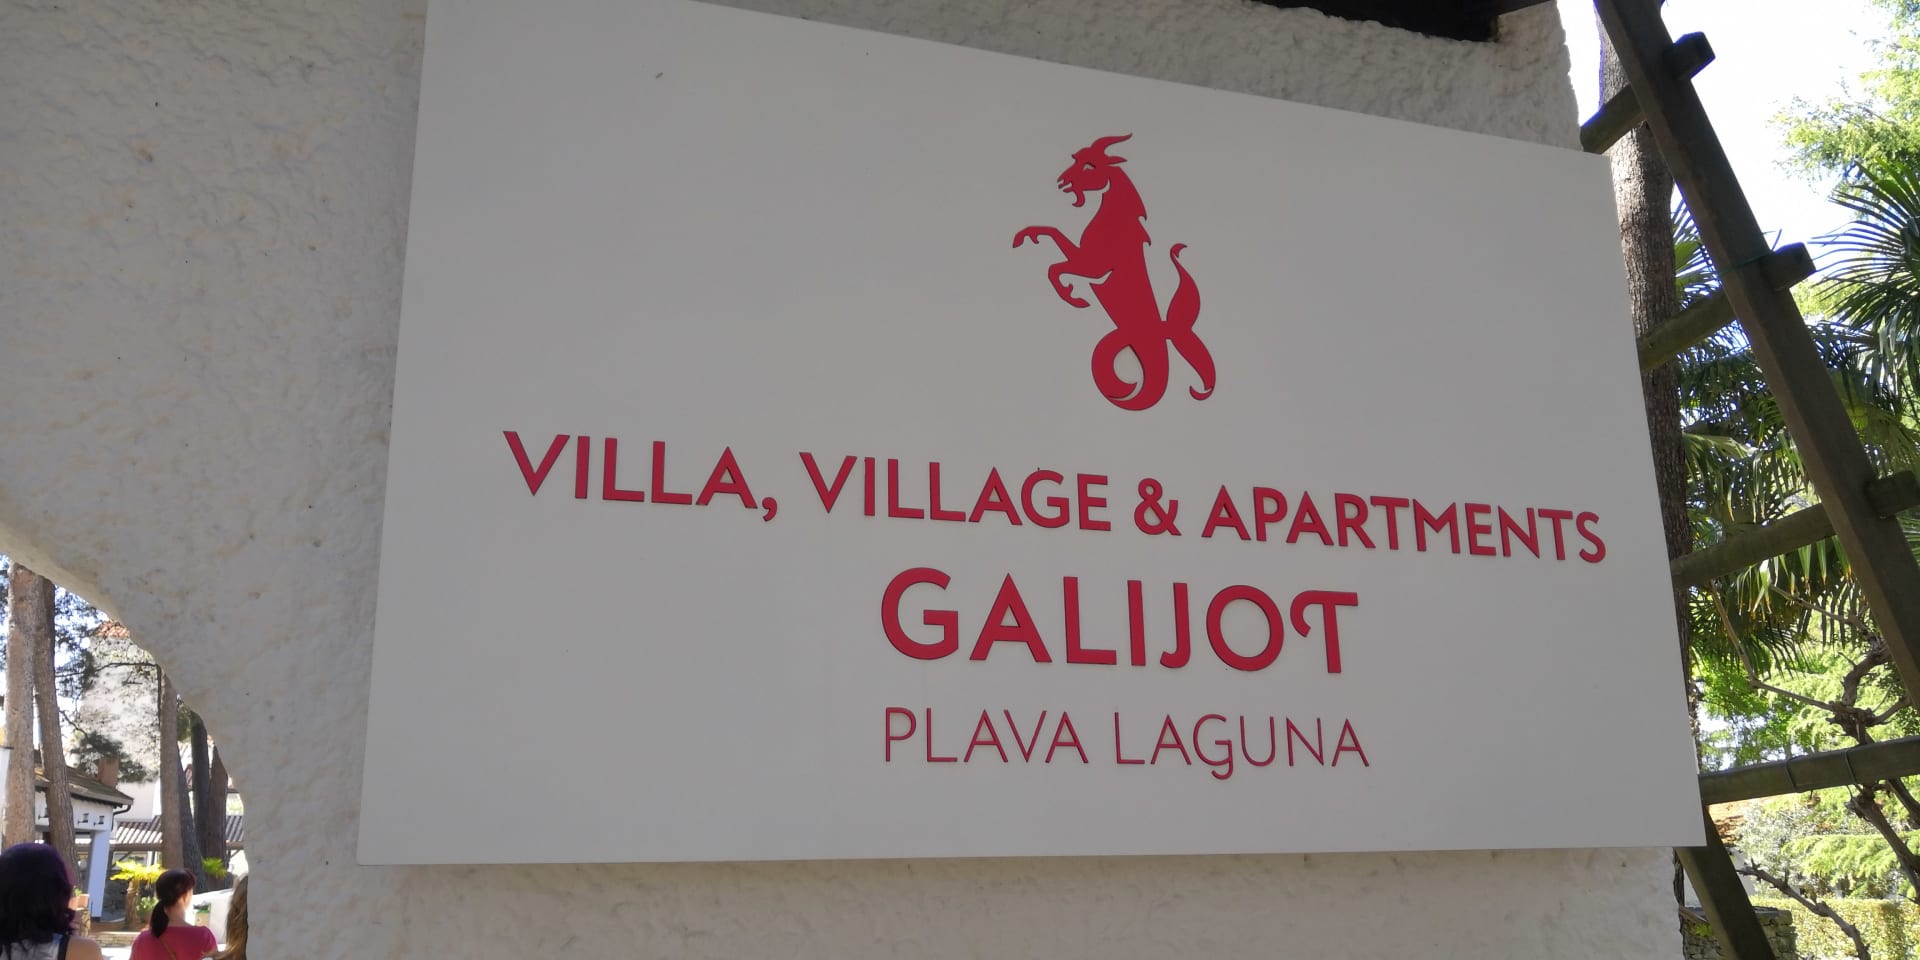 VILLA, VILLAGE & APARTMENTS
GALIJOT
PLAVA LAGUNA